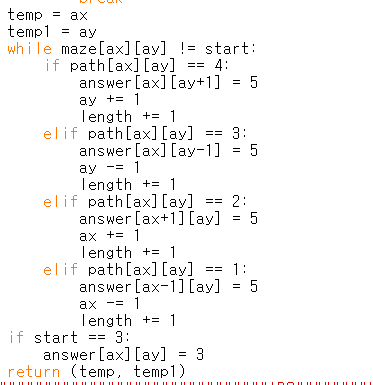 break
temp = ax
temp1 = ay
while maze[ax][ay] != start:
    if path[ax][ay] == 4:
        answer[ax][ay+1] = 5
        ay += 1
        length += 1
    elif path[ax][ay] == 3:
        answer[ax][ay-1] = 5
        ay -= 1
        length += 1
    elif path[ax][ay] == 2:
        answer[ax+1][ay] = 5
        ax += 1
        length += 1
    elif path[ax][ay] == 1:
        answer[ax-1][ay] = 5
        ax -= 1
        length += 1
if start == 3:
    answer[ax][ay] = 3
return (temp, temp1)